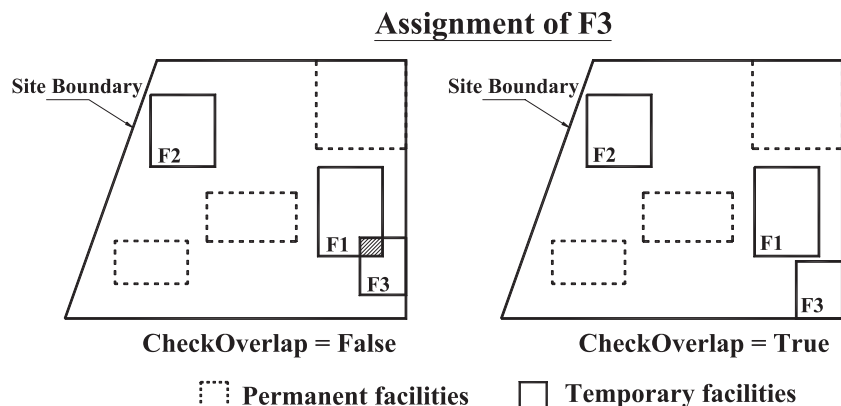 Assignment of F3
Site Boundary
F2
F1
F3
CheckOverlap = False
Site Boundary
F2
F1
F3
CheckOverlap = True
Permanent facilities
Temporary facilities